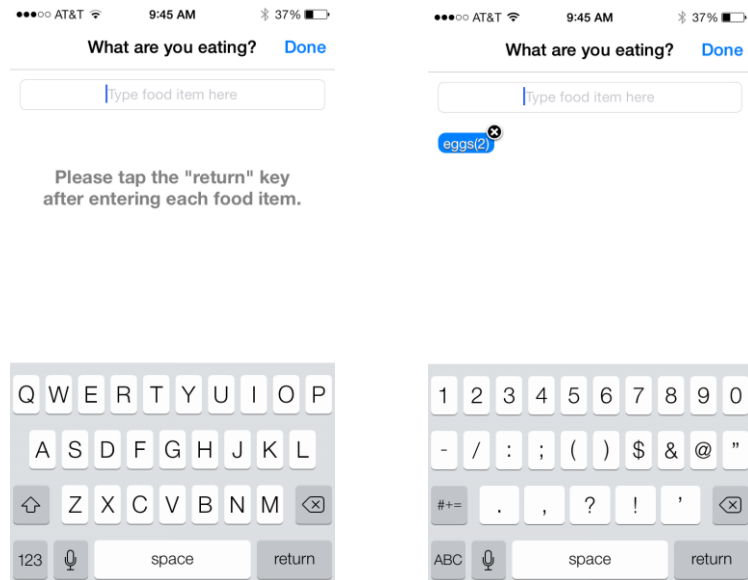 AT&T 9:45 AM 37%
What are you eating? Done
Type food item here
Please tap the "return" key
after entering each food item.
Q W E R T Y U I O P
A S D F G H J K L
Z X C V B N M
123 space return
AT&T 9:45 AM 37%
What are you eating? Done
Type food item here
eggs(2)
1 2 3 4 5 6 7 8 9 0
- / : ; ( ) $ & @ ”
#+= . , ? ! ’
ABC space return